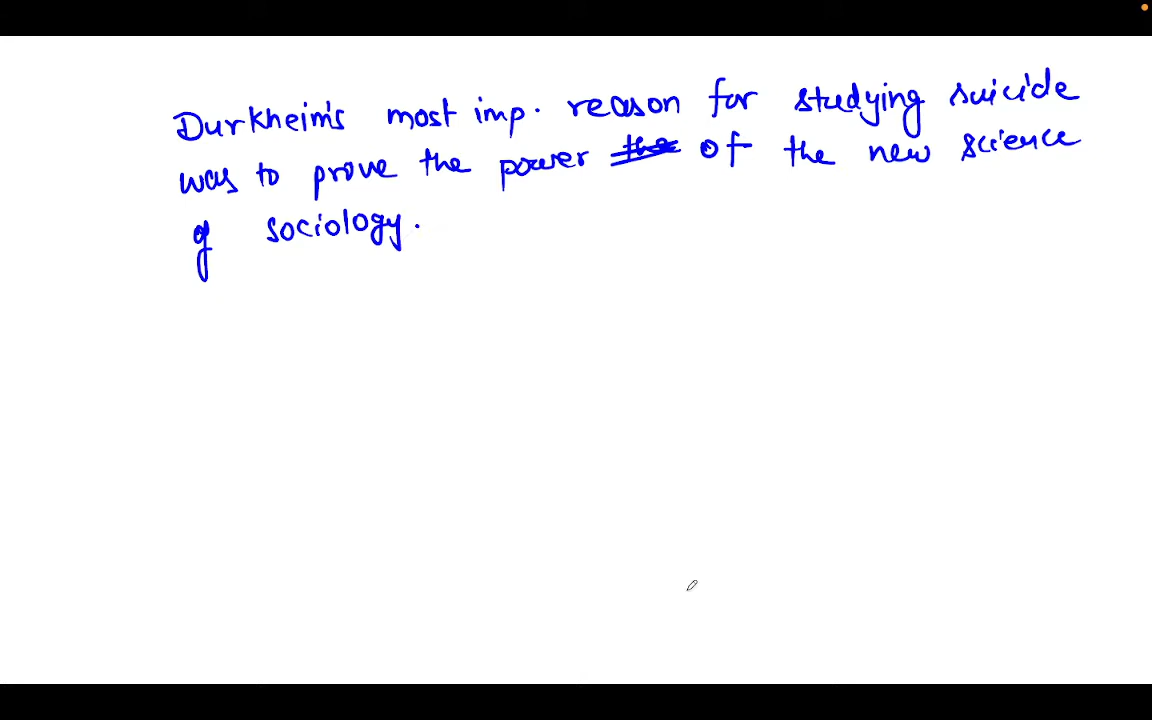 Durkheim's most imp. reason for studying suicide
was to prove the power of the new science
of sociology.